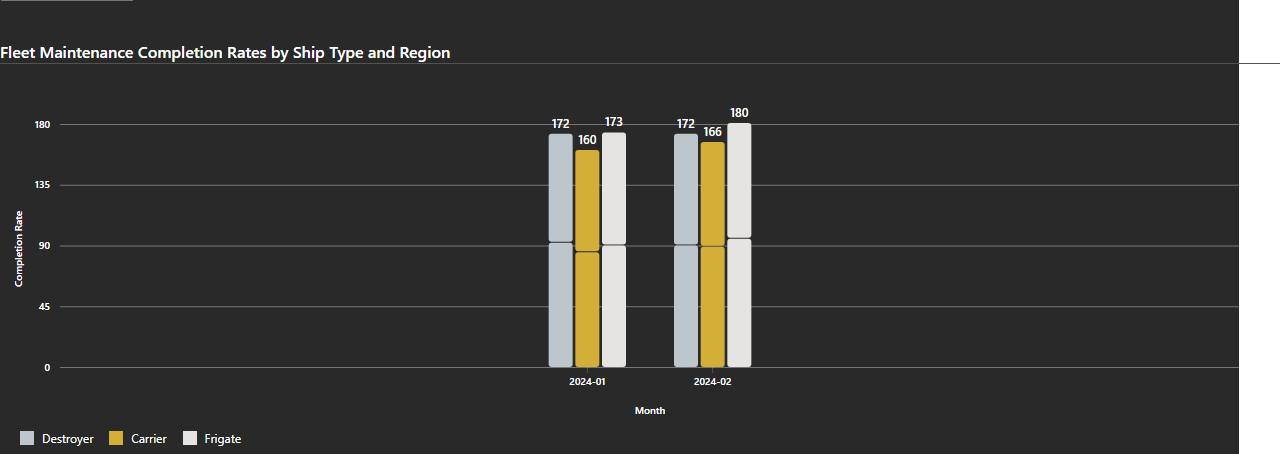 Fleet Maintenance Completion Rates by Ship Type and Region
180
135
90
45
0
Completion Rate
172
160
173
172
166
180
2024-01
2024-02
Month
Destroyer
Carrier
Frigate